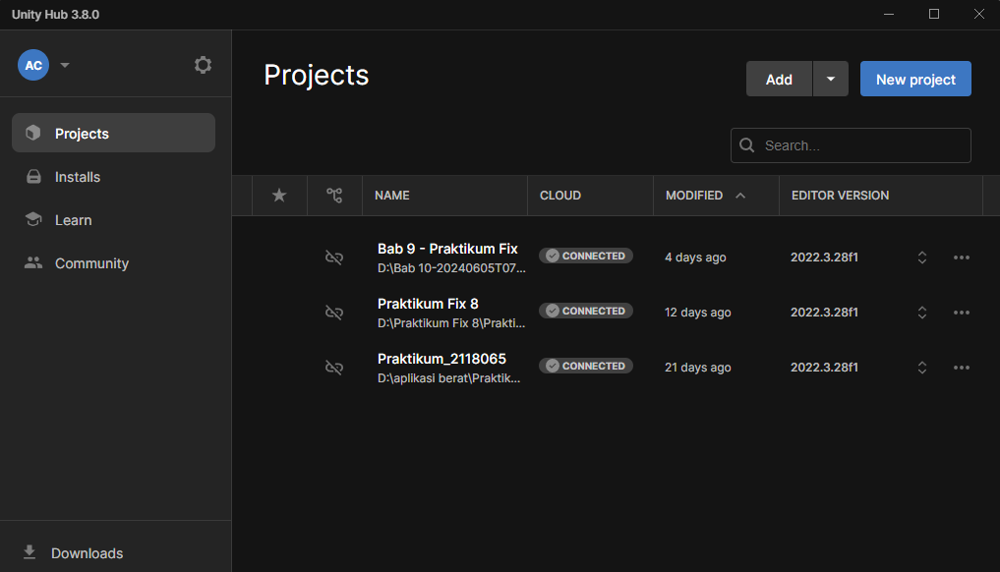 Unity Hub 3.8.0
AC
Projects
Installs
Learn
Community
Downloads
Projects
Add
New project
Search...
NAME CLOUD MODIFIED EDITOR VERSION
Bab 9 - Praktikum Fix CONNECTED 4 days ago 2022.3.28f1
D:\Bab 10-20240605T07...
Praktikum Fix 8 CONNECTED 12 days ago 2022.3.28f1
D:\Praktikum Fix 8\Prakti...
Praktikum_2118065 CONNECTED 21 days ago 2022.3.28f1
D:\aplikasi berat\Praktik...